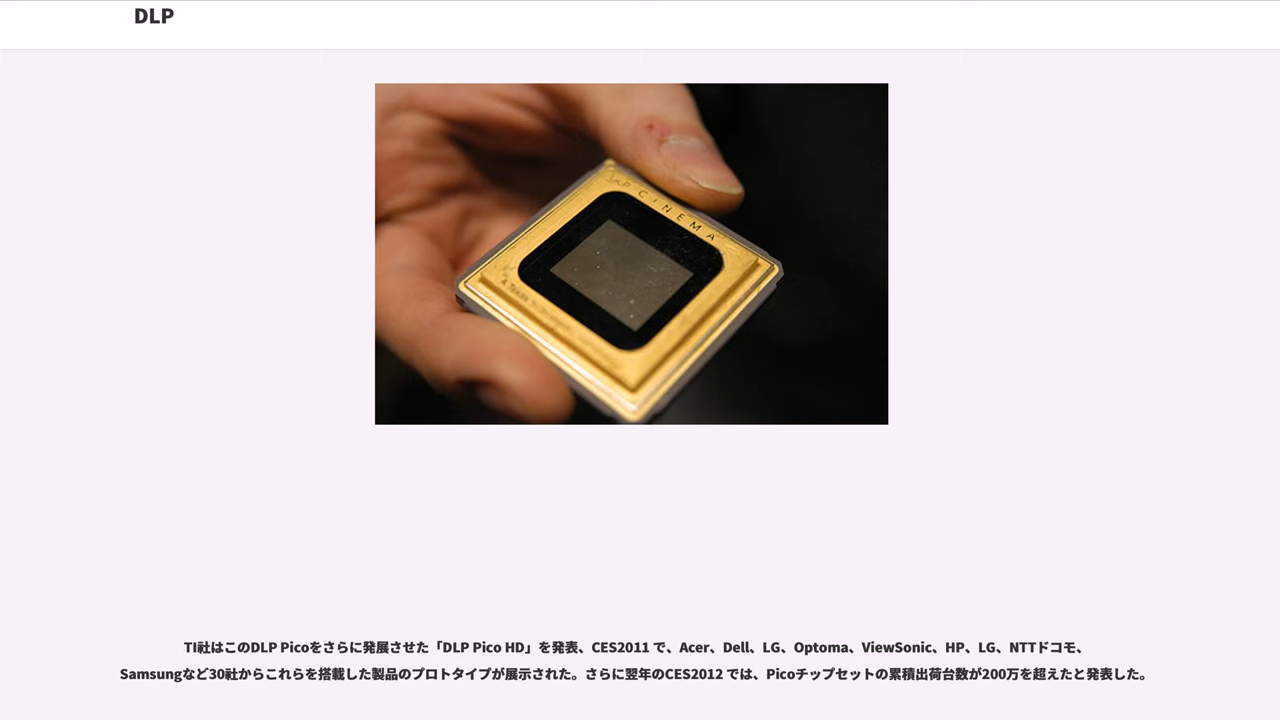 DLP
CINEMA
TI社はこのDLP Picoをさらに発展させた「DLP Pico HD」を発表、CES2011 で、Acer、Dell、LG、Optoma、ViewSonic、HP、LG、NTTドコモ、
Samsungなど30社からこれらを搭載した製品のプロトタイプが展示された。さらに翌年のCES2012 では、Picoチップセットの累積出荷台数が200万を超えたと発表した。